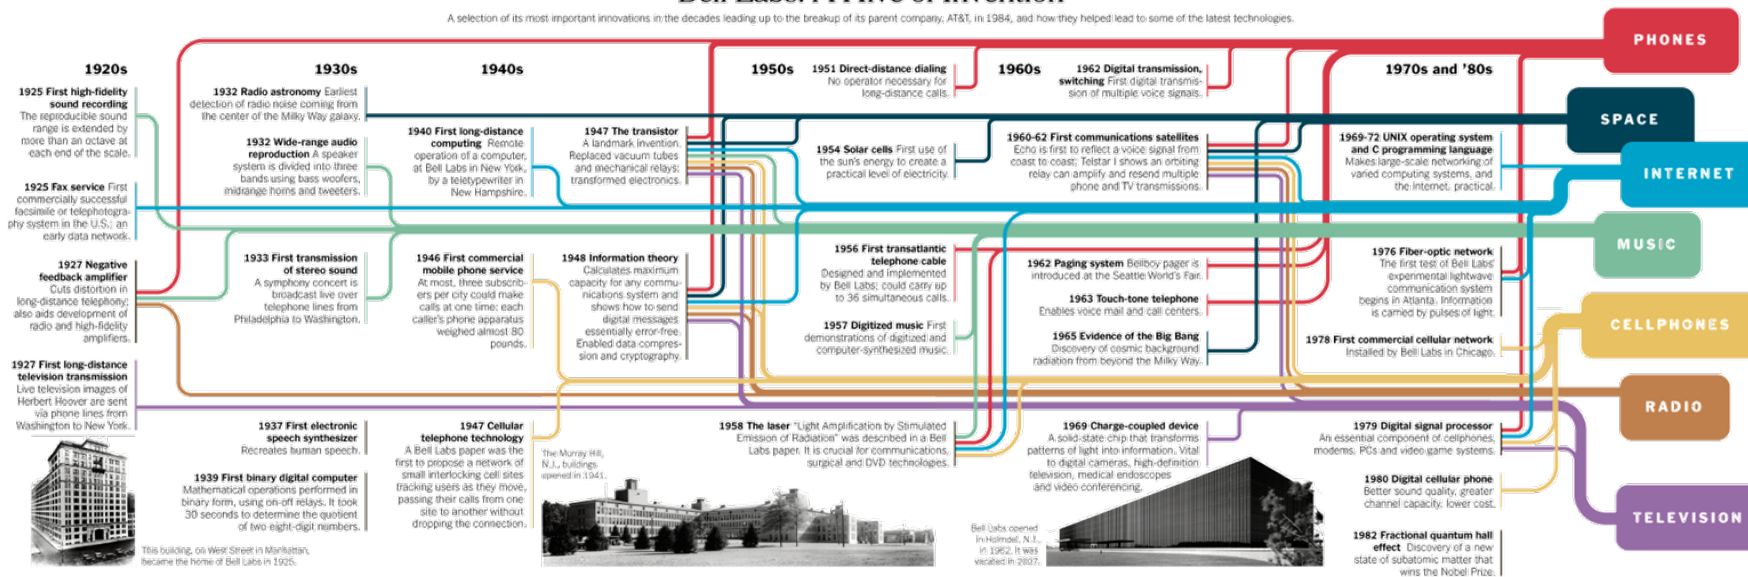 Bell Labs: A Hive of Invention
A selection of its most important innovations in the decades leading up to the breakup of its parent company, AT&T, in 1984, and how they helped lead to some of the latest technologies.
1920s
1925 First high-fidelity
sound recording
The reproducible sound
range is extended by
more than an octave at
each end of the scale.
1925 Fax service First
commercially successful
facsimile or telephotogra-
phy system in the U.S.; an
early data network.
1927 Negative
feedback amplifier
Cuts distortion in
long-distance telephony;
also aids development of
radio and high-fidelity
amplifiers.
1927 First long-distance
television transmission
Live television images of
Herbert Hoover are sent
via phone lines from
Washington to New York.
This building, on West Street in Manhattan,
became the home of Bell Labs in 1925.
1930s
1932 Radio astronomy Earliest
detection of radio noise coming from
the center of the Milky Way galaxy.
1932 Wide-range audio
reproduction A speaker
system is divided into three
bands using bass woofers,
midrange horns and tweeters.
1933 First transmission
of stereo sound
A symphony concert is
broadcast live over
telephone lines from
Philadelphia to Washington.
1937 First electronic
speech synthesizer
Recreates human speech.
1939 First binary digital computer
Mathematical operations performed in
binary form, using on-off relays. It took
30 seconds to determine the quotient
of two eight-digit numbers.
1940s
1940 First long-distance
computing Remote
operation of a computer,
at Bell Labs in New York,
by a teletypewriter in
New Hampshire.
1946 First commercial
mobile phone service
At most, three subscrib-
ers per city could make
calls at one time; each
caller's phone apparatus
weighed almost 80
pounds.
1947 Cellular
telephone technology
A Bell Labs paper was the
first to propose a network of
small interlocking cell sites
tracking users as they move,
passing their calls from one
site to another without
dropping the connection.
1947 The transistor
A landmark invention.
Replaced vacuum tubes
and mechanical relays;
transformed electronics.
1948 Information theory
Calculates maximum
capacity for any commu-
nications system and
shows how to send
digital messages
essentially error-free.
Enabled data compres-
sion and cryptography.
The Murray Hill,
N.J., buildings
opened in 1941.
1950s
1951 Direct-distance dialing
No operator necessary for
long-distance calls.
1954 Solar cells First use of
the sun's energy to create a
practical level of electricity.
1956 First transatlantic
telephone cable
Designed and implemented
by Bell Labs; could carry up
to 36 simultaneous calls.
1957 Digitized music First
demonstrations of digitized and
computer-synthesized music.
1958 The laser "Light Amplification by Stimulated
Emission of Radiation" was described in a Bell
Labs paper. It is crucial for communications,
surgical and DVD technologies.
1960s
1962 Digital transmission,
switching First digital transmis-
sion of multiple voice signals.
1960-62 First communications satellites
Echo is first to reflect a voice signal from
coast to coast; Telstar I shows an orbiting
relay can amplify and resend multiple
phone and TV transmissions.
1962 Paging system Bellboy pager is
introduced at the Seattle World's Fair.
1963 Touch-tone telephone
Enables voice mail and call centers.
1965 Evidence of the Big Bang
Discovery of cosmic background
radiation from beyond the Milky Way.
1969 Charge-coupled device
A solid-state chip that transforms
patterns of light into information. Vital
to digital cameras, high-definition
television, medical endoscopes
and video conferencing.
Bell Labs opened
in Holmdel, N.J.,
in 1962. It was
vacated in 2007.
1970s and '80s
1969-72 UNIX operating system
and C programming language
Makes large-scale networking of
varied computing systems, and
the Internet, practical.
1976 Fiber-optic network
The first test of Bell Labs'
experimental lightwave
communication system
begins in Atlanta. Information
is carried by pulses of light.
1978 First commercial cellular network
Installed by Bell Labs in Chicago.
1979 Digital signal processor
An essential component of cellphones,
modems, PCs and video game systems.
1980 Digital cellular phone
Better sound quality, greater
channel capacity, lower cost.
1982 Fractional quantum hall
effect Discovery of a new
state of subatomic matter that
wins the Nobel Prize.
PHONES
SPACE
INTERNET
MUSIC
CELLPHONES
RADIO
TELEVISION